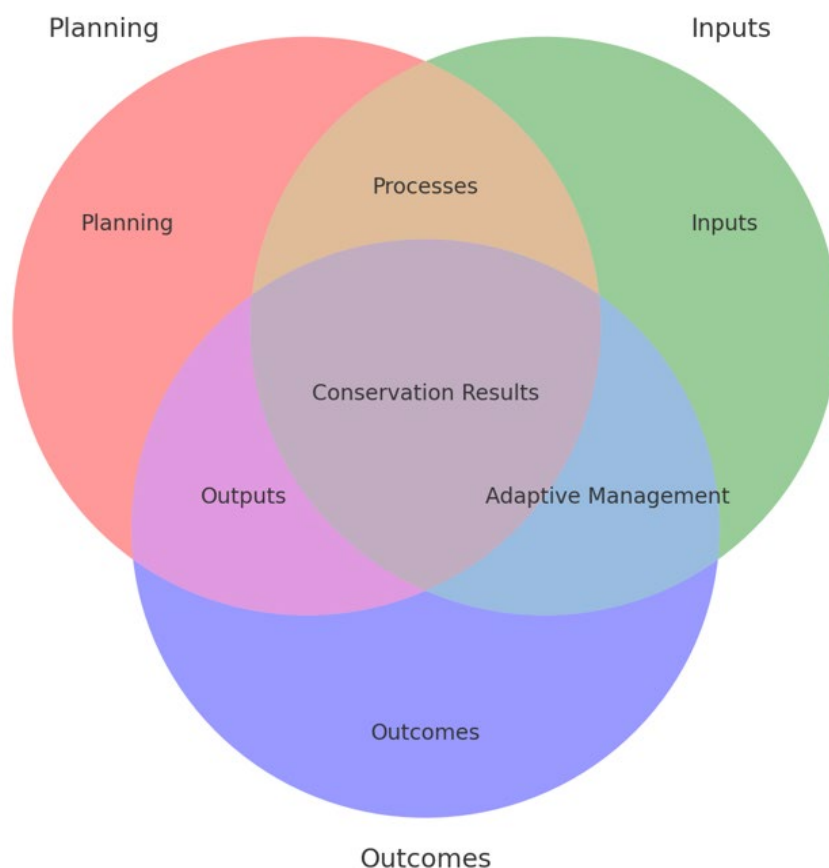 Planning
Inputs
Processes
Planning
Inputs
Conservation Results
Outputs
Adaptive Management
Outcomes
Outcomes